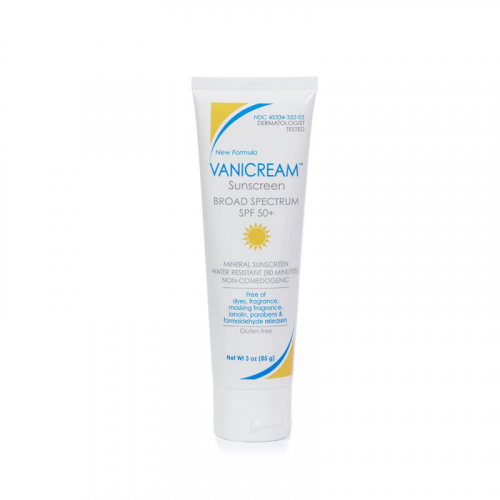 NDC 45334-332-03
DERMATOLOGIST
TESTED
New Formula
VANICREAM™
Sunscreen
BROAD SPECTRUM
SPF 50+
MINERAL SUNSCREEN
WATER RESISTANT (80 MINUTES)
NON-COMEDOGENIC
Free of
dyes, fragrance,
masking fragrance,
lanolin, parabens &
formaldehyde releasers
Gluten-free
Net Wt 3 oz (85 g)